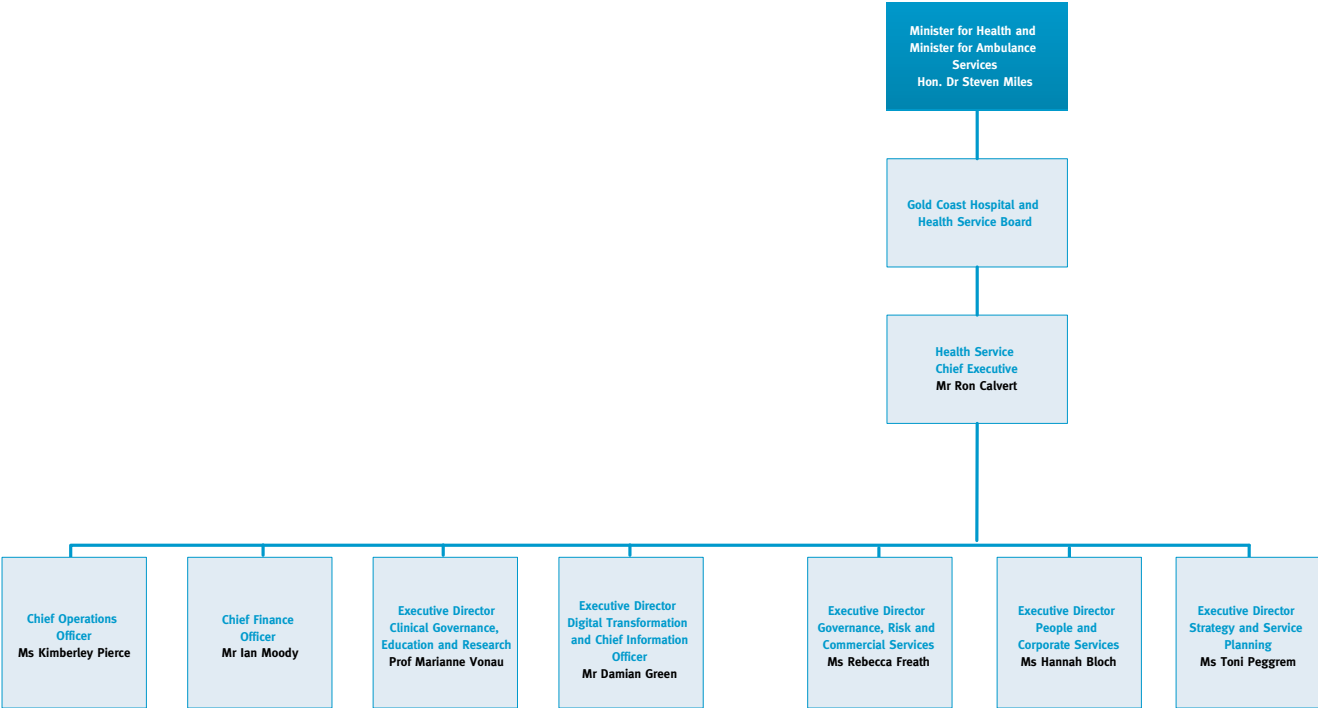 Minister for Health and
Minister for Ambulance
Services
Hon. Dr Steven Miles
Gold Coast Hospital and
Health Service Board
Health Service
Chief Executive
Mr Ron Calvert
Chief Operations
Officer
Ms Kimberley Pierce
Chief Finance
Officer
Mr Ian Moody
Executive Director
Clinical Governance,
Education and Research
Prof Marianne Vonau
Executive Director
Digital Transformation
and Chief Information
Officer
Mr Damian Green
Executive Director
Governance, Risk and
Commercial Services
Ms Rebecca Freath
Executive Director
People and
Corporate Services
Ms Hannah Bloch
Executive Director
Strategy and Service
Planning
Ms Toni Peggrem